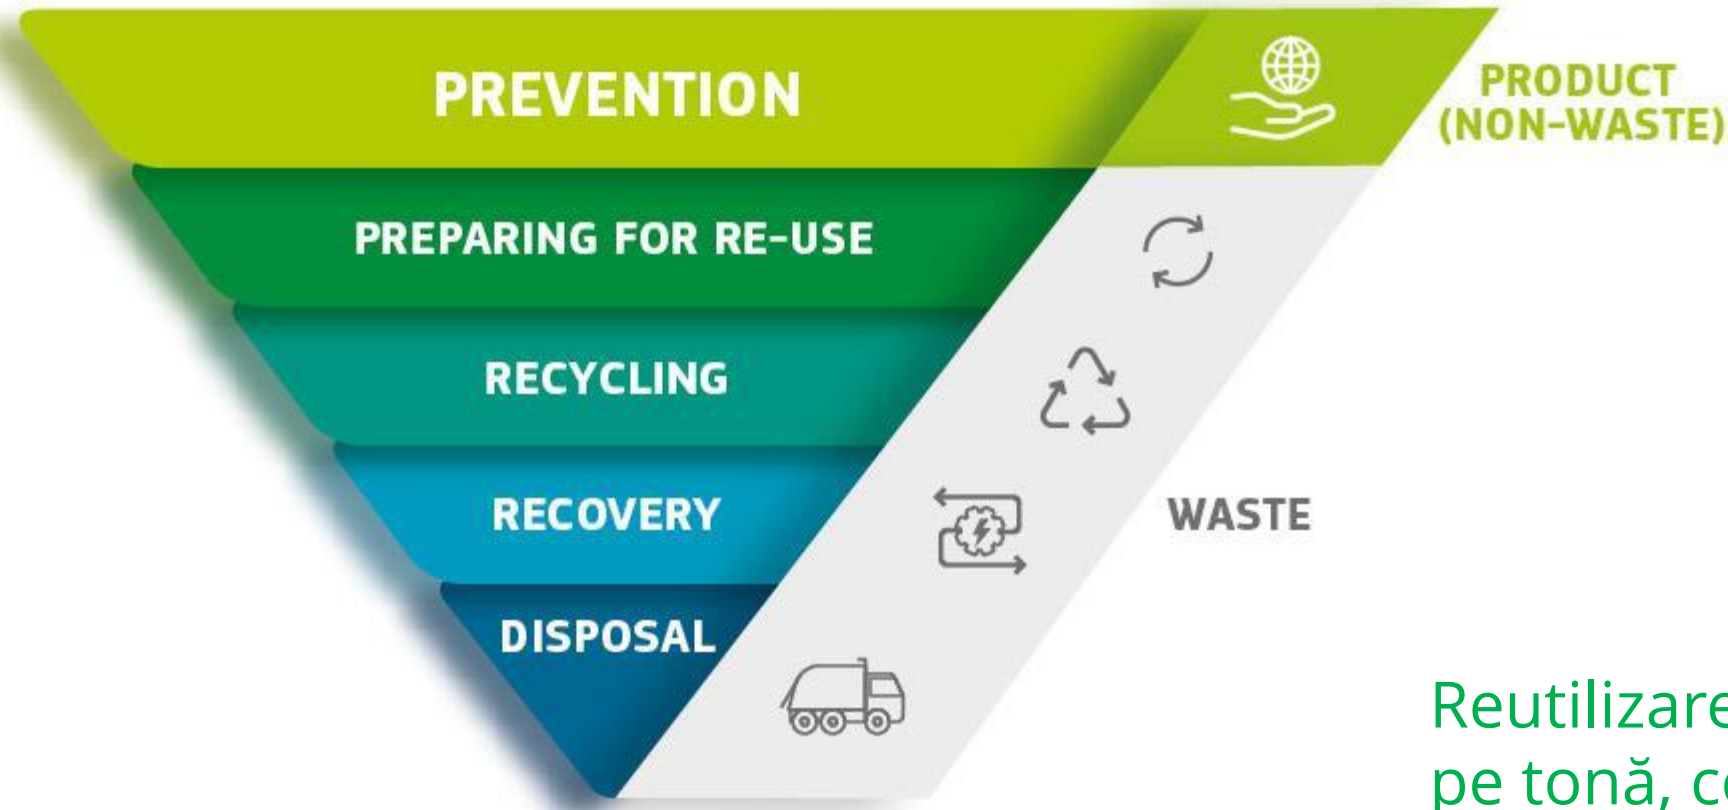 PREVENTION
PRODUCT
(NON-WASTE)
PREPARING FOR RE-USE
RECYCLING
RECOVERY
WASTE
DISPOSAL
Reutilizare
pe tonă,